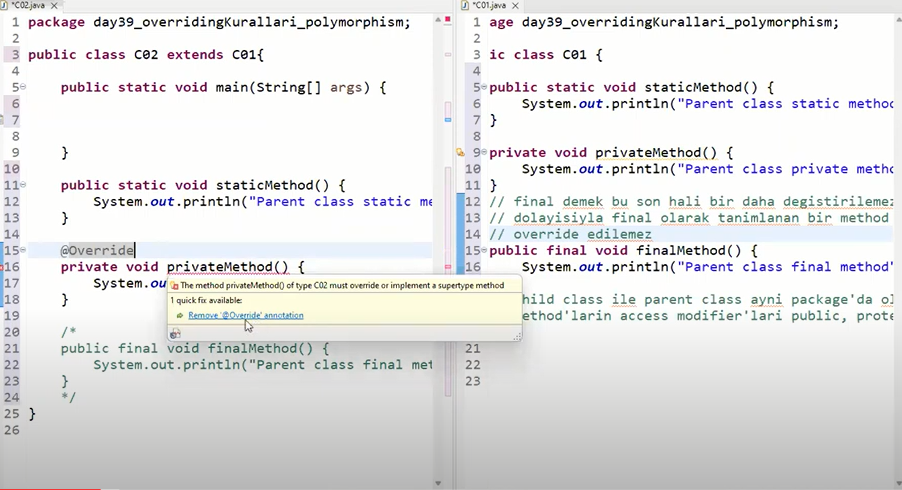 *C02.java
1 package day39_overridingKurallari_polymorphism;
2
3 public class C02 extends C01{
4
5 public static void main(String[] args) {
6
7
8
9 }
10
11 public static void staticMethod() {
12 System.out.println("Parent class static me
13 }
14
15 @Override
16 private void privateMethod() {
17 System.ou
18 }
19
20 /*
21 public final void finalMethod() {
22 System.out.println("Parent class final met
23 }
24 */
25 }
26
The method privateMethod() of type C02 must override or implement a supertype method
1 quick fix available:
Remove '@Override' annotation
*C01.java
1 age day39_overridingKurallari_polymorphism;
2
3 ic class C01 {
4
5 public static void staticMethod() {
6 System.out.println("Parent class static method
7 }
8
9 private void privateMethod() {
10 System.out.println("Parent class private metho
11 }
12 // final demek bu son hali bir daha degistirilemez
13 // dolayisiyla final olarak tanimlanan bir method
14 // override edilemez
15 public final void finalMethod() {
16 System.out.println("Parent class final method"
hild class ile parent class ayni package'da ol
ethod'larin access modifier'lari public, prote
21
22
23